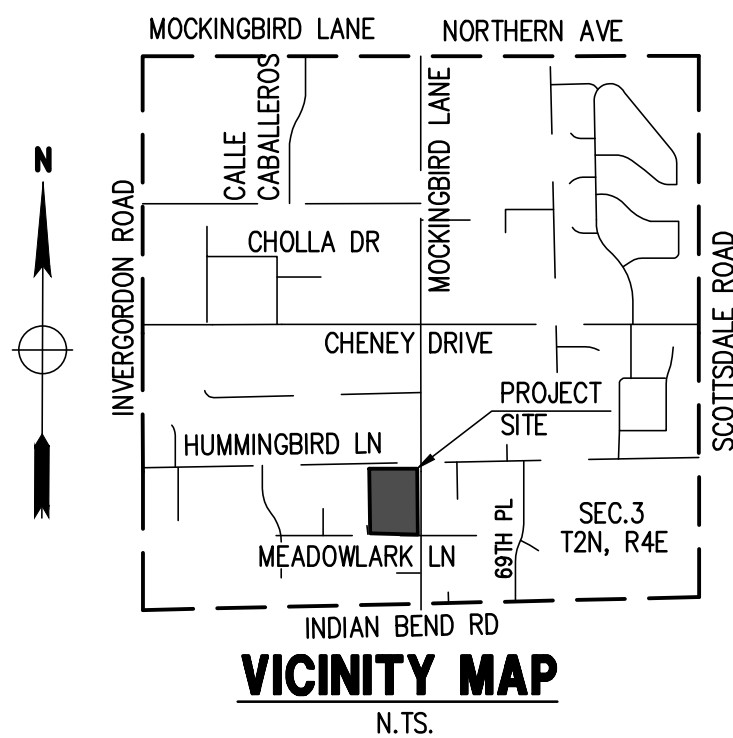 MOCKINGBIRD LANE
NORTHERN AVE
CALLE
CABALLEROS
MOCKINGBIRD LANE
N
INVERGORDON ROAD
CHOLLA DR
SCOTTSDALE ROAD
CHENEY DRIVE
PROJECT
SITE
HUMMINGBIRD LN
69TH PL
SEC.3
T2N, R4E
MEADOWLARK LN
INDIAN BEND RD
VICINITY MAP
N.TS.